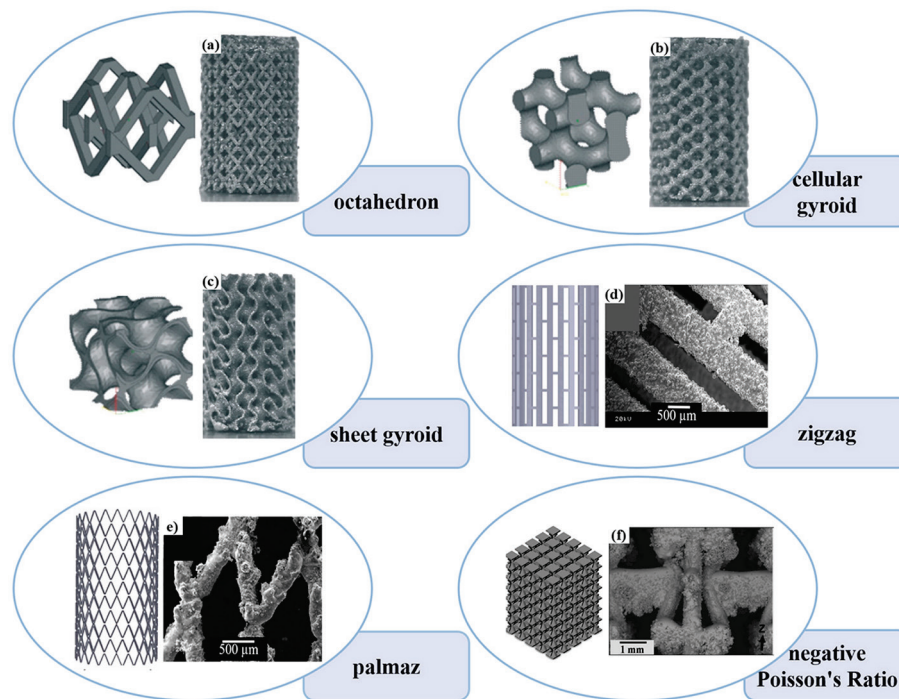 (a)
octahedron
(b)
cellular
gyroid
(c)
sheet gyroid
(d)
500 µm
zigzag
e)
500 µm
palmaz
(f)
1 mm
negative
Poisson's Ratio